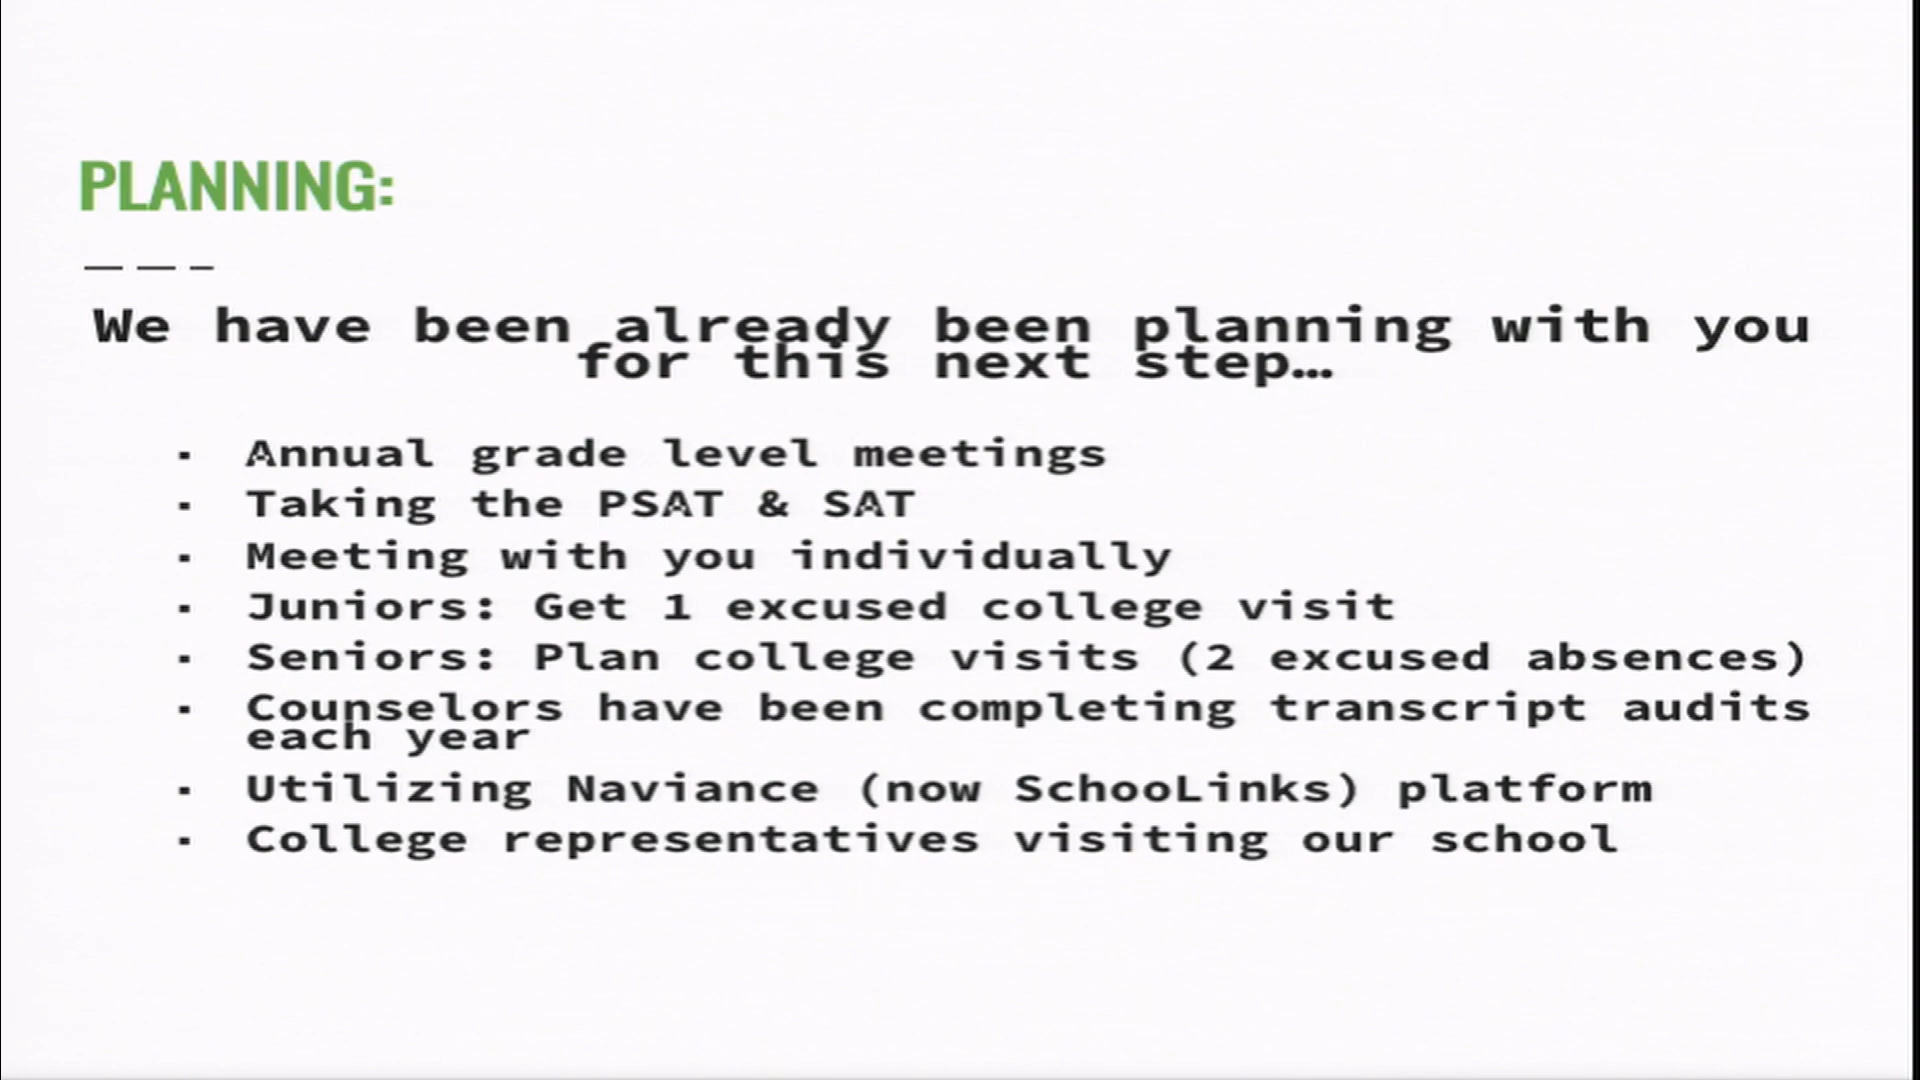 PLANNING:
We have been already been planning with you
for this next step…
▪ Annual grade level meetings
▪ Taking the PSAT & SAT
▪ Meeting with you individually
▪ Juniors: Get 1 excused college visit
▪ Seniors: Plan college visits (2 excused absences)
▪ Counselors have been completing transcript audits
each year
▪ Utilizing Naviance (now SchooLinks) platform
▪ College representatives visiting our school